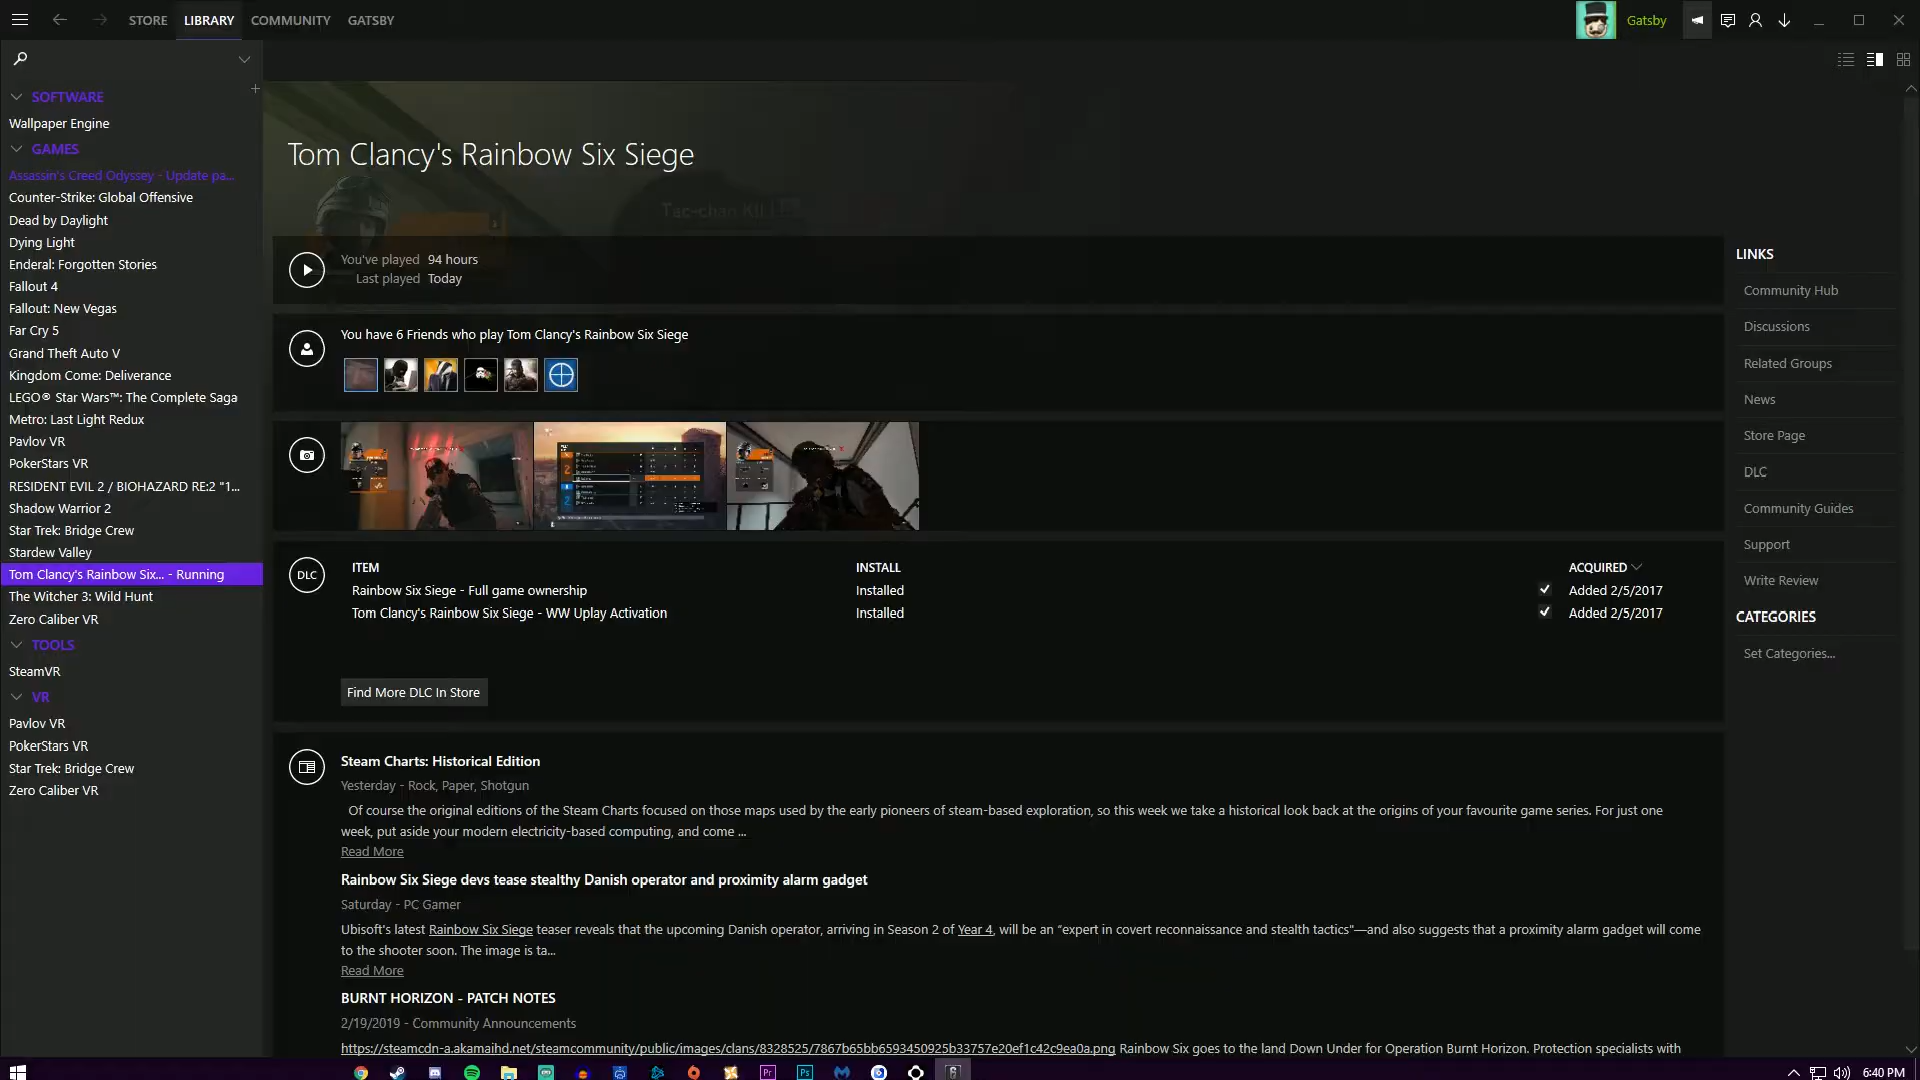 STORE LIBRARY COMMUNITY GATSBY Gatsby
SOFTWARE
Wallpaper Engine
GAMES
Assassin's Creed Odyssey - Update pa...
Counter-Strike: Global Offensive
Dead by Daylight
Dying Light
Enderal: Forgotten Stories
Fallout 4
Fallout: New Vegas
Far Cry 5
Grand Theft Auto V
Kingdom Come: Deliverance
LEGO® Star Wars™: The Complete Saga
Metro: Last Light Redux
Pavlov VR
PokerStars VR
RESIDENT EVIL 2 / BIOHAZARD RE:2 "1...
Shadow Warrior 2
Star Trek: Bridge Crew
Stardew Valley
Tom Clancy's Rainbow Six... - Running
The Witcher 3: Wild Hunt
Zero Caliber VR
TOOLS
SteamVR
VR
Pavlov VR
PokerStars VR
Star Trek: Bridge Crew
Zero Caliber VR
Tom Clancy's Rainbow Six Siege
You've played 94 hours
Last played Today
You have 6 Friends who play Tom Clancy's Rainbow Six Siege
DLC
ITEM INSTALL ACQUIRED
Rainbow Six Siege - Full game ownership Installed Added 2/5/2017
Tom Clancy's Rainbow Six Siege - WW Uplay Activation Installed Added 2/5/2017
Find More DLC In Store
Steam Charts: Historical Edition
Yesterday - Rock, Paper, Shotgun
Of course the original editions of the Steam Charts focused on those maps used by the early pioneers of steam-based exploration, so this week we take a historical look back at the origins of your favourite game series. For just one
week, put aside your modern electricity-based computing, and come ...
Read More
Rainbow Six Siege devs tease stealthy Danish operator and proximity alarm gadget
Saturday - PC Gamer
Ubisoft's latest Rainbow Six Siege teaser reveals that the upcoming Danish operator, arriving in Season 2 of Year 4, will be an “expert in covert reconnaissance and stealth tactics"—and also suggests that a proximity alarm gadget will come
to the shooter soon. The image is ta...
Read More
BURNT HORIZON - PATCH NOTES
2/19/2019 - Community Announcements
https://steamcdn-a.akamaihd.net/steamcommunity/public/images/clans/8328525/7867b65bb6593450925b33757e20ef1c42c9ea0a.png Rainbow Six goes to the land Down Under for Operation Burnt Horizon. Protection specialists with
LINKS
Community Hub
Discussions
Related Groups
News
Store Page
DLC
Community Guides
Support
Write Review
CATEGORIES
Set Categories...
Pr Ps 6:40 PM